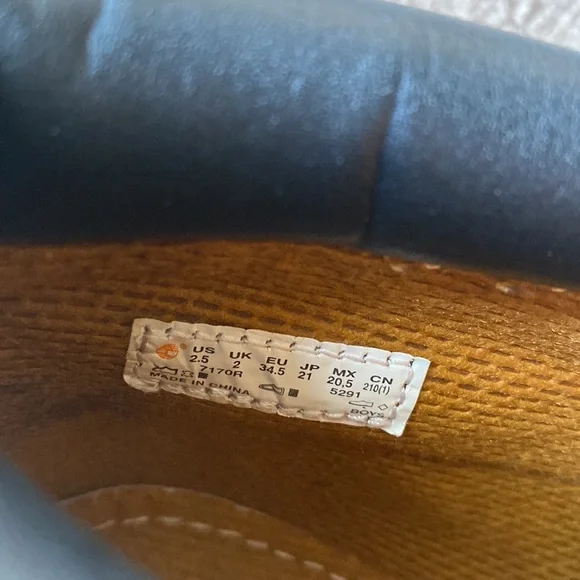 US UK EU JP MX CN
2.5 2 34.5 21 20,5 210(1)
7170R 5291
MADE IN CHINA BOYS